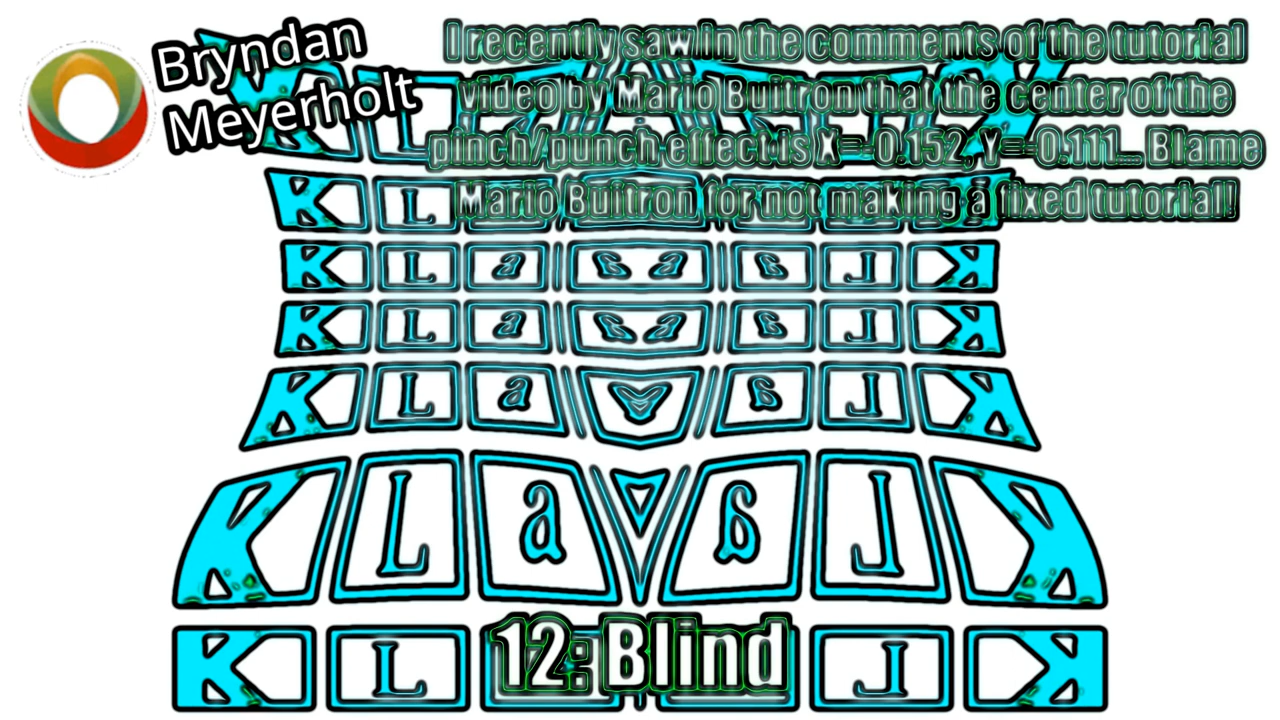 Bryndan
Meyerholt
I recently saw in the comments of the tutorial
video by Mario Buitron that the center of the
pinch/punch effect is X=-0.152, Y=-0.111... Blame
Mario Buitron for not making a fixed tutorial!
K L
K L a a a a L K
K L a a a a L K
K L a a L K
K L a a L K
12: Blind
K L L K